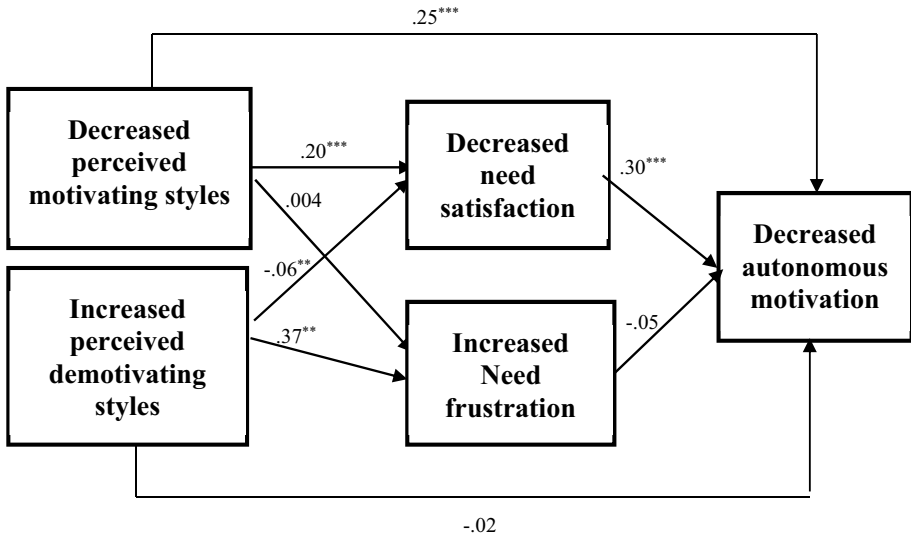 .25***
Decreased
perceived
motivating styles
.20***
.004
Decreased
need
satisfaction
.30***
Decreased
autonomous
motivation
Increased
perceived
demotivating
styles
-.06**
.37**
Increased
Need
frustration
-.05
-.02